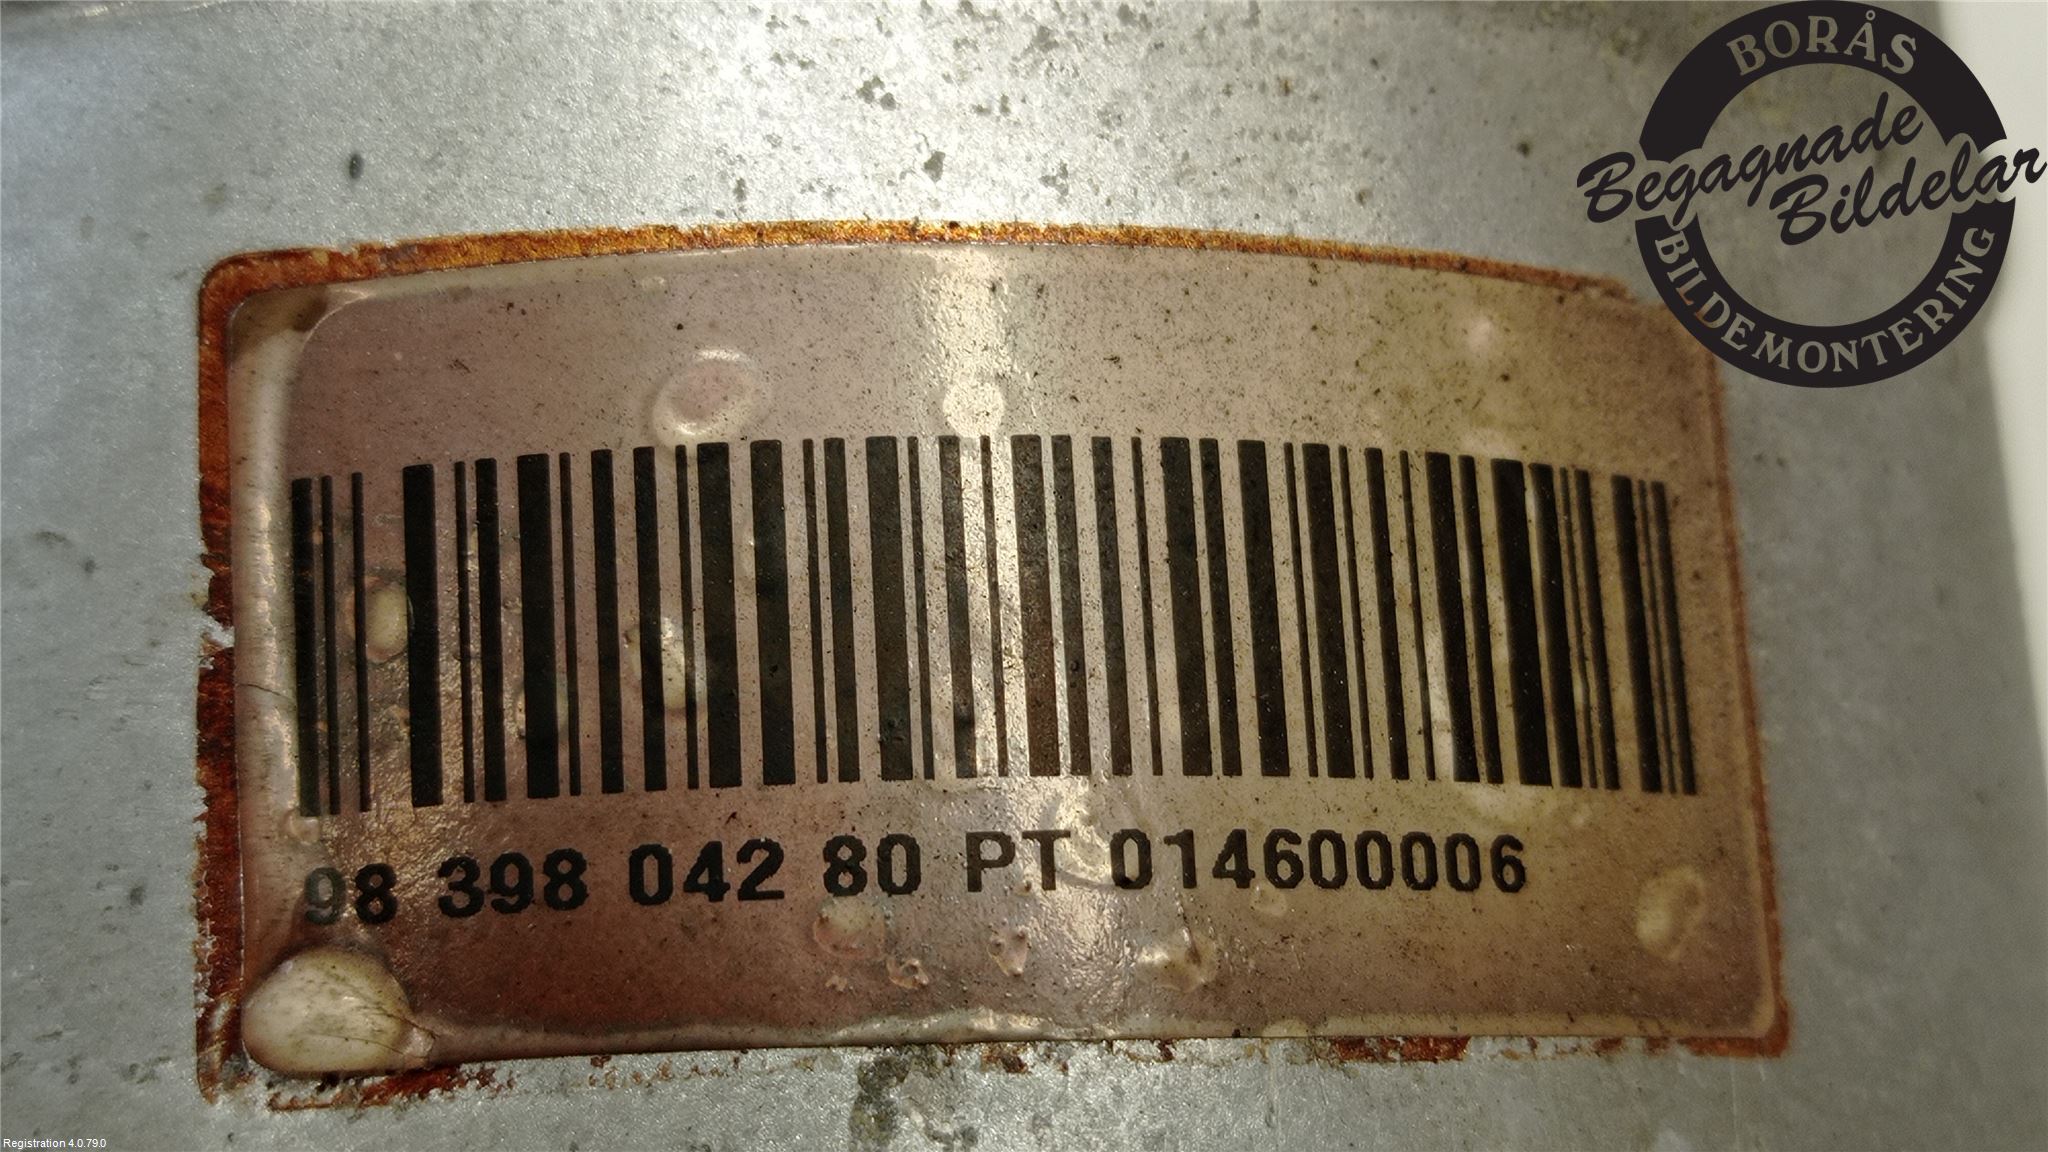 BORÅS
Begagnade
Bildelar
BILDEMONTERING
98 398 042 80 PT 014600006
Registration 4.0.79.0